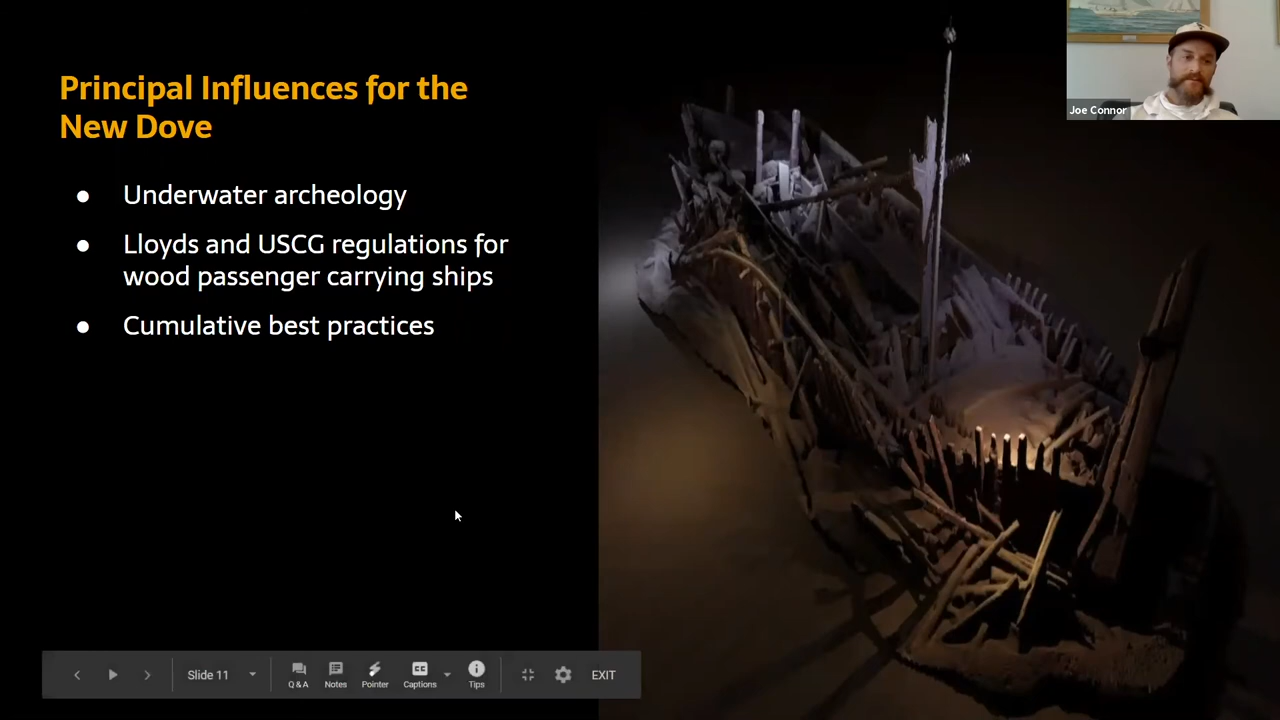 Principal Influences for the
New Dove
● Underwater archeology
● Lloyds and USCG regulations for
wood passenger carrying ships
● Cumulative best practices
Joe Connor
Slide 11
Q & A
Notes
Pointer
CC
Captions
Tips
EXIT